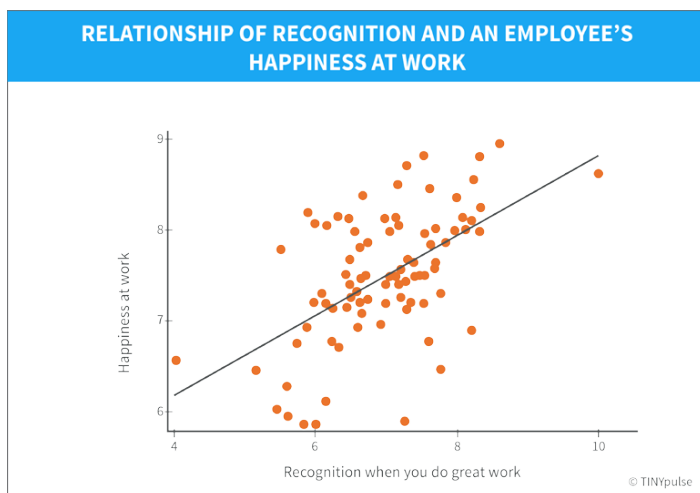 RELATIONSHIP OF RECOGNITION AND AN EMPLOYEE’S
HAPPINESS AT WORK
9
8
7
6
Happiness at work
4
6
8
10
Recognition when you do great work
© TINYpulse